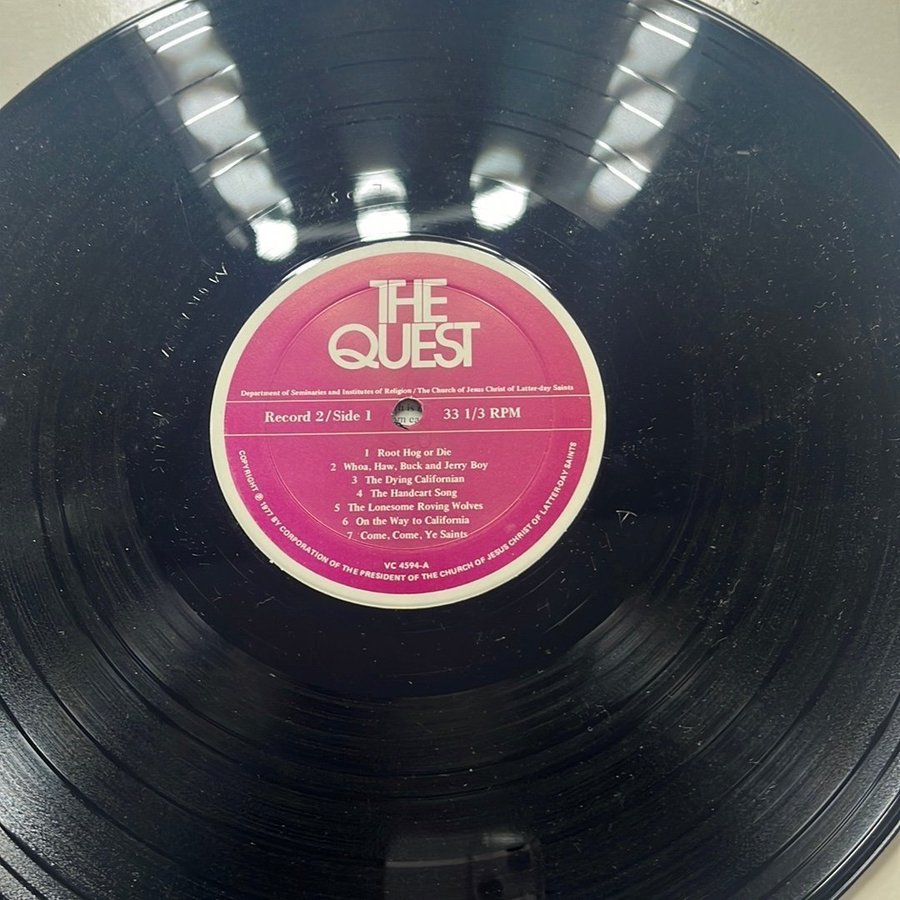 THE
QUEST
Department of Seminaries and Institutes of Religion / The Church of Jesus Christ of Latter-day Saints
Record 2/Side 1
33 1/3 RPM
1 Root Hog or Die
2 Whoa, Haw, Buck and Jerry Boy
3 The Dying Californian
4 The Handcart Song
5 The Lonesome Roving Wolves
6 On the Way to California
7 Come, Come, Ye Saints
VC 4594-A
COPYRIGHT ℗ 1977 BY CORPORATION OF THE PRESIDENT OF THE CHURCH OF JESUS CHRIST OF LATTER-DAY SAINTS